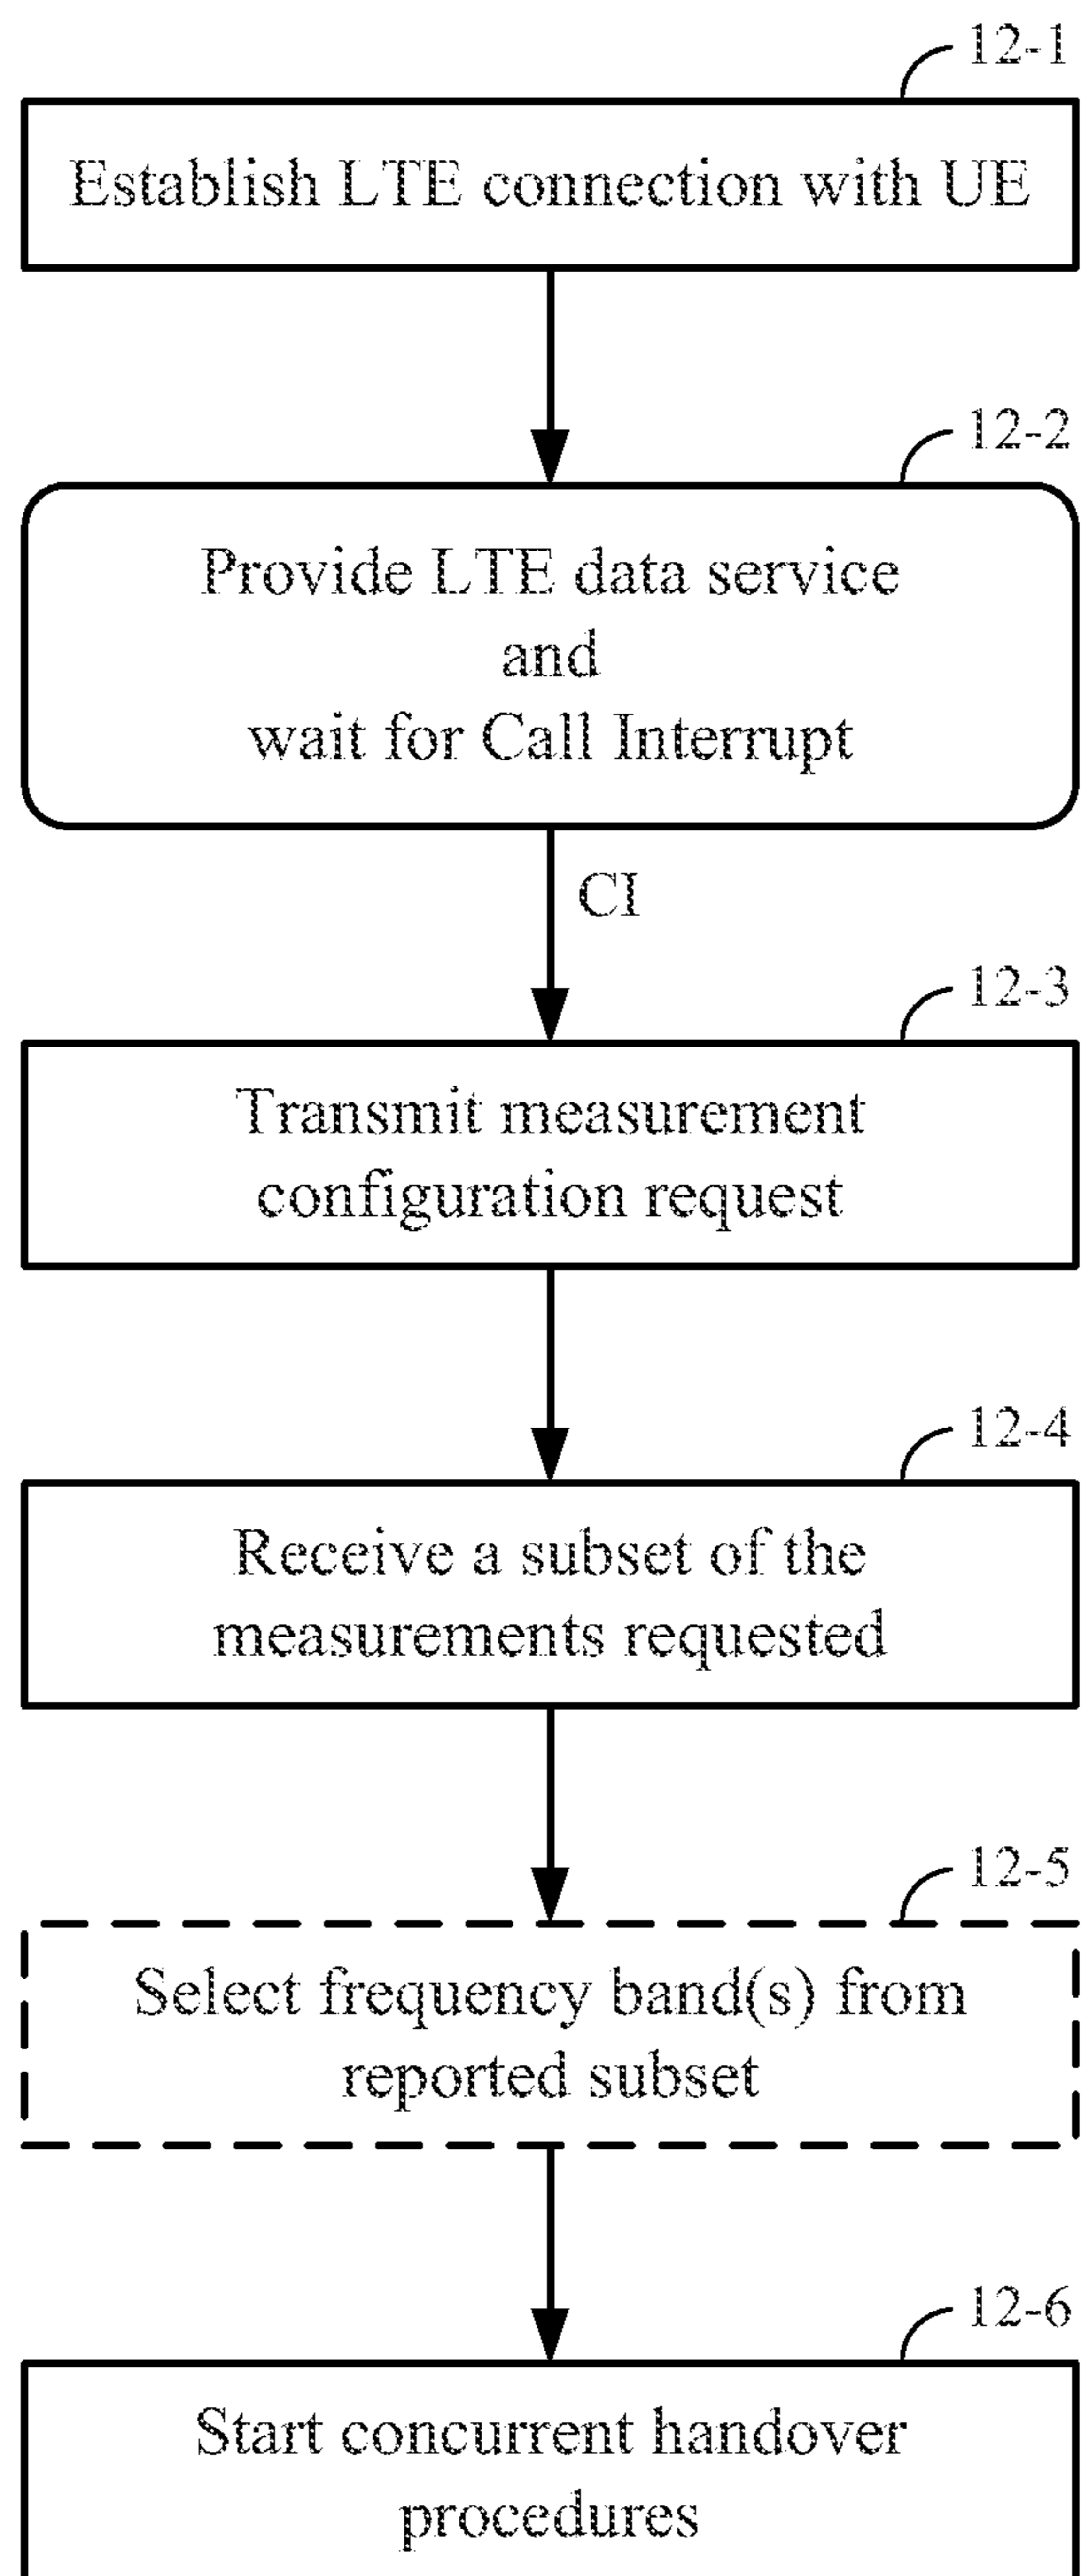 12-1
Establish LTE connection with UE
12-2
Provide LTE data service
and
wait for Call Interrupt
CI
12-3
Transmit measurement
configuration request
12-4
Receive a subset of the
measurements requested
12-5
Select frequency band(s) from
reported subset
12-6
Start concurrent handover
procedures